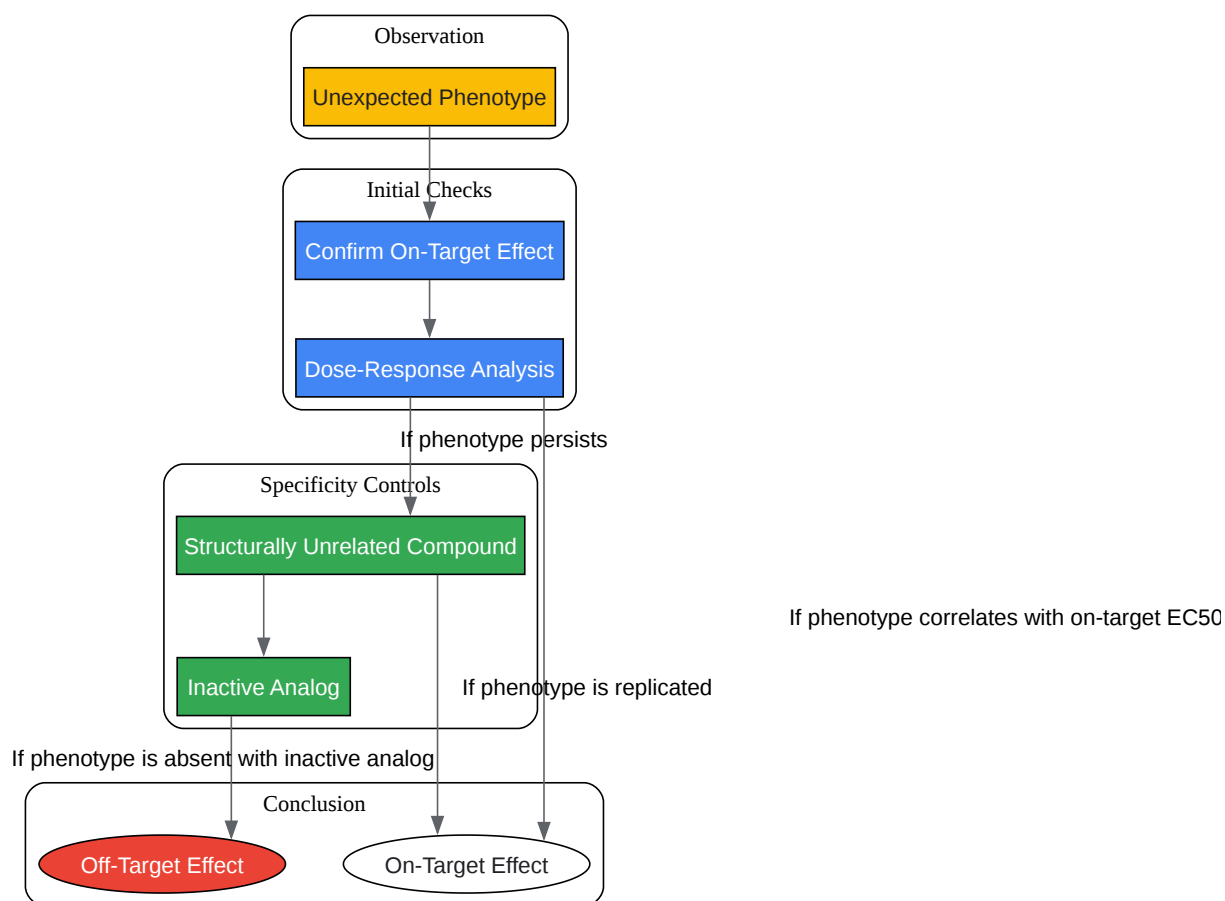 Observation
Unexpected Phenotype
Initial Checks
Confirm On-Target Effect
Dose-Response Analysis
If phenotype persists
Specificity Controls
Structurally Unrelated Compound
If phenotype correlates with on-target EC50
Inactive Analog
If phenotype is replicated
If phenotype is absent with inactive analog
Conclusion
Off-Target Effect
On-Target Effect